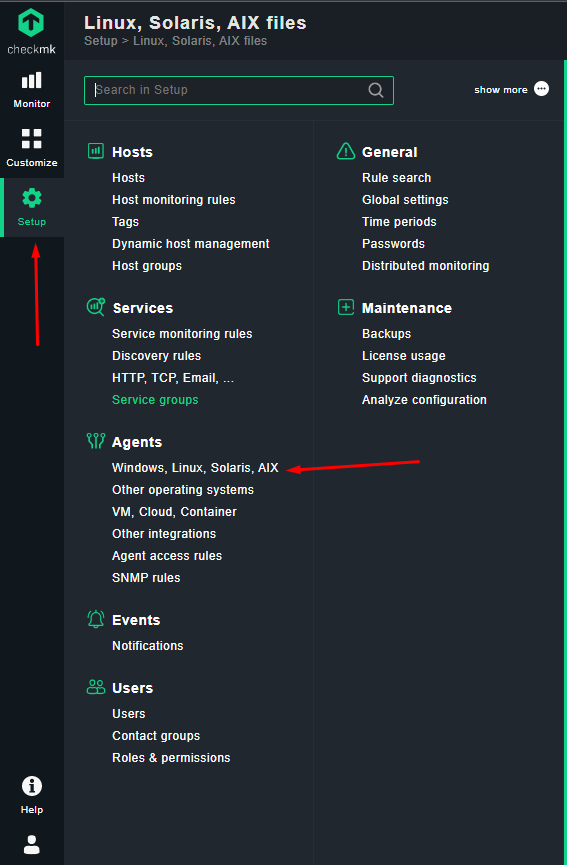 checkmk
Monitor
Customize
Setup
Help
Linux, Solaris, AIX files
Setup > Linux, Solaris, AIX files
Search in Setup
show more
Hosts
Hosts
Host monitoring rules
Tags
Dynamic host management
Host groups
Services
Service monitoring rules
Discovery rules
HTTP, TCP, Email, ...
Service groups
Agents
Windows, Linux, Solaris, AIX
Other operating systems
VM, Cloud, Container
Other integrations
Agent access rules
SNMP rules
Events
Notifications
Users
Users
Contact groups
Roles & permissions
General
Rule search
Global settings
Time periods
Passwords
Distributed monitoring
Maintenance
Backups
License usage
Support diagnostics
Analyze configuration